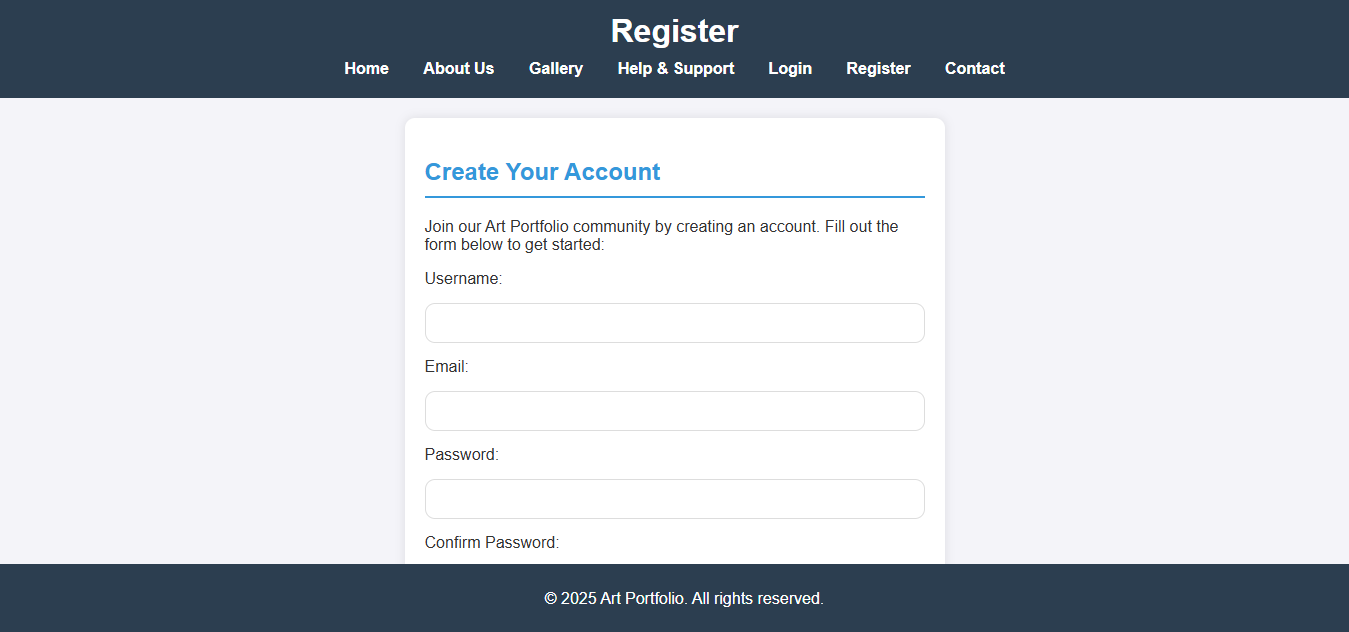 Register
Home About Us Gallery Help & Support Login Register Contact
Create Your Account
Join our Art Portfolio community by creating an account. Fill out the
form below to get started:
Username:
Email:
Password:
Confirm Password:
© 2025 Art Portfolio. All rights reserved.